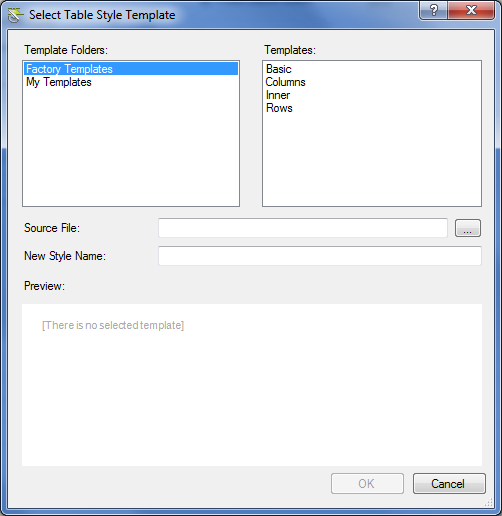 Select Table Style Template
?
Template Folders:
Factory Templates
My Templates
Templates:
Basic
Columns
Inner
Rows
Source File:
...
New Style Name:
Preview:
[There is no selected template]
OK
Cancel